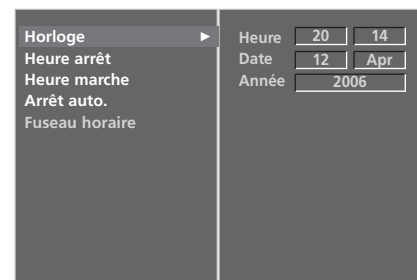 Horloge ►
Heure arrêt
Heure marche
Arrêt auto.
Fuseau horaire
Heure 20 14
Date 12 Apr
Année 2006